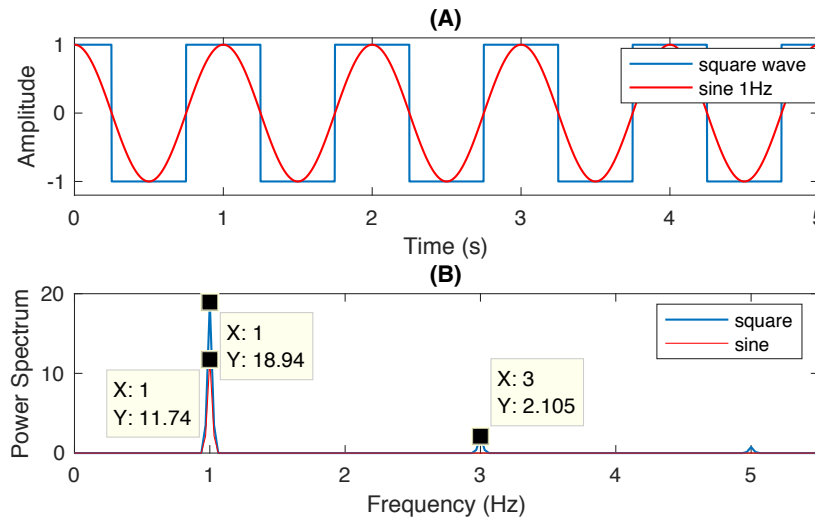 (A)
1
0
-1
Amplitude
square wave
sine 1Hz
0 1 2 3 4 5
Time (s)
(B)
20
10
0
Power Spectrum
X: 1
Y: 18.94
X: 1
Y: 11.74
X: 3
Y: 2.105
square
sine
0 1 2 3 4 5
Frequency (Hz)